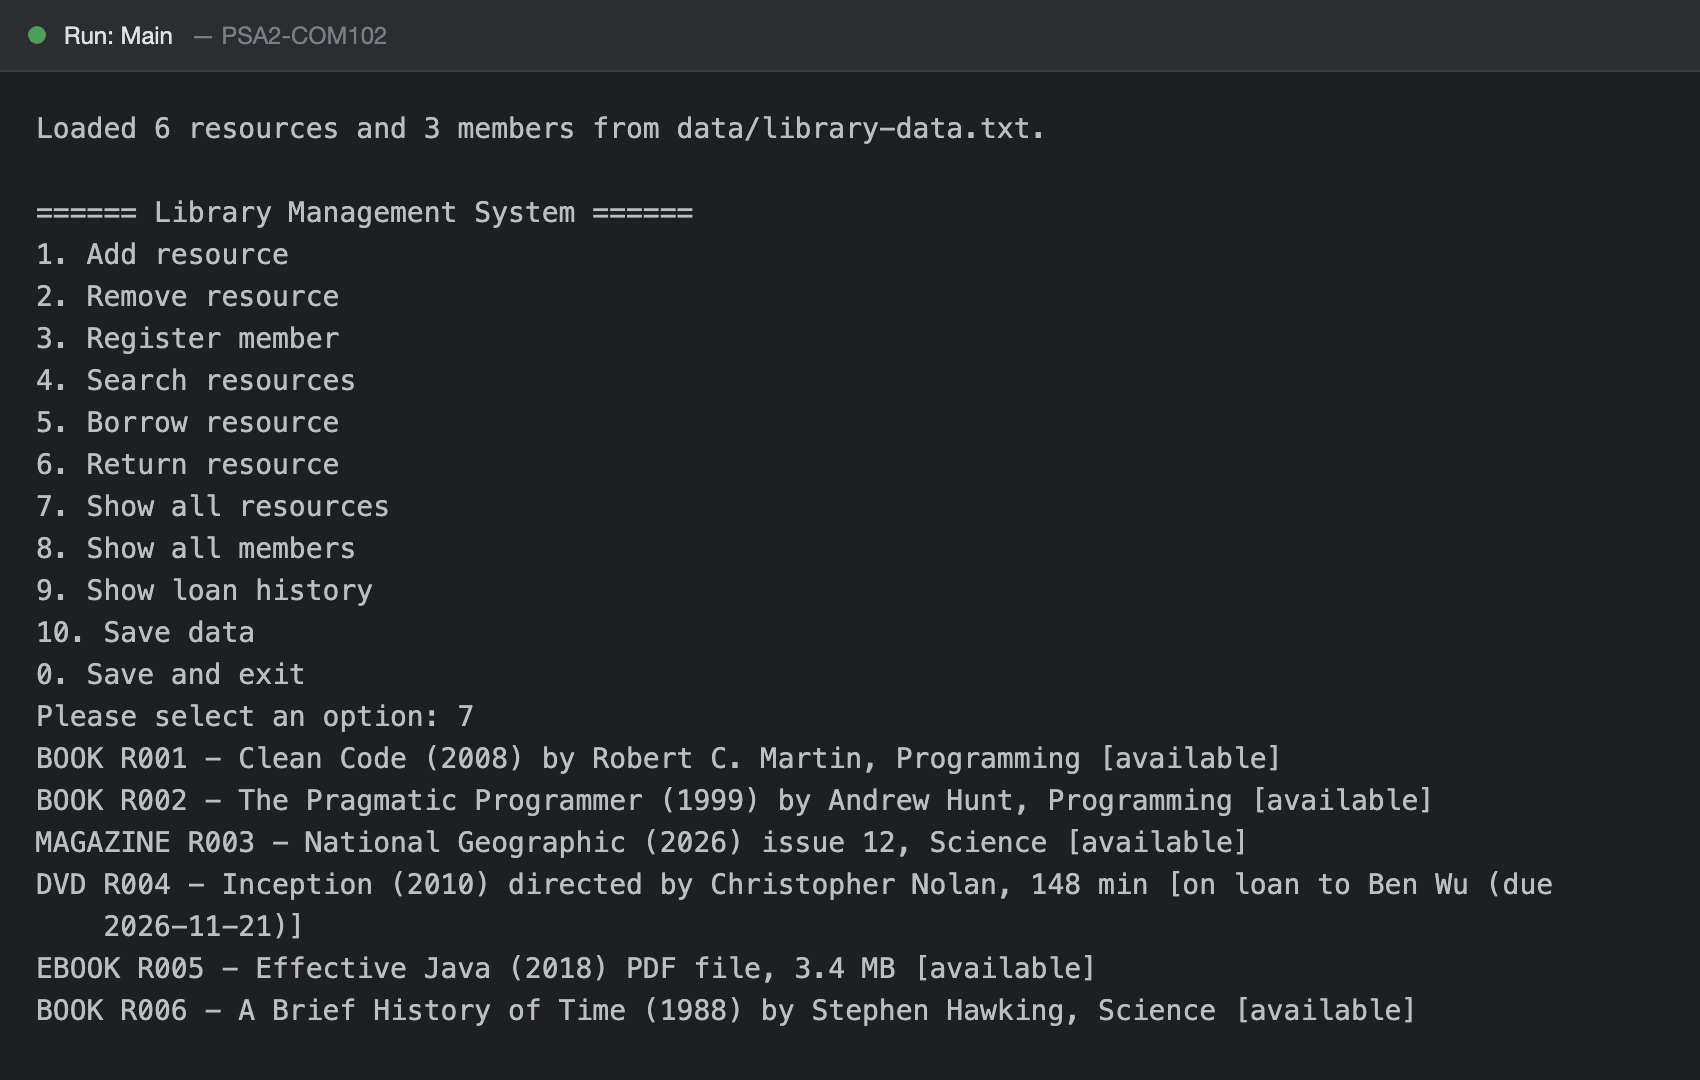 Run: Main — PSA2-COM102
Loaded 6 resources and 3 members from data/library-data.txt.
====== Library Management System ======
1. Add resource
2. Remove resource
3. Register member
4. Search resources
5. Borrow resource
6. Return resource
7. Show all resources
8. Show all members
9. Show loan history
10. Save data
0. Save and exit
Please select an option: 7
BOOK R001 – Clean Code (2008) by Robert C. Martin, Programming [available]
BOOK R002 – The Pragmatic Programmer (1999) by Andrew Hunt, Programming [available]
MAGAZINE R003 – National Geographic (2026) issue 12, Science [available]
DVD R004 – Inception (2010) directed by Christopher Nolan, 148 min [on loan to Ben Wu (due
2026–11–21)]
EBOOK R005 – Effective Java (2018) PDF file, 3.4 MB [available]
BOOK R006 – A Brief History of Time (1988) by Stephen Hawking, Science [available]